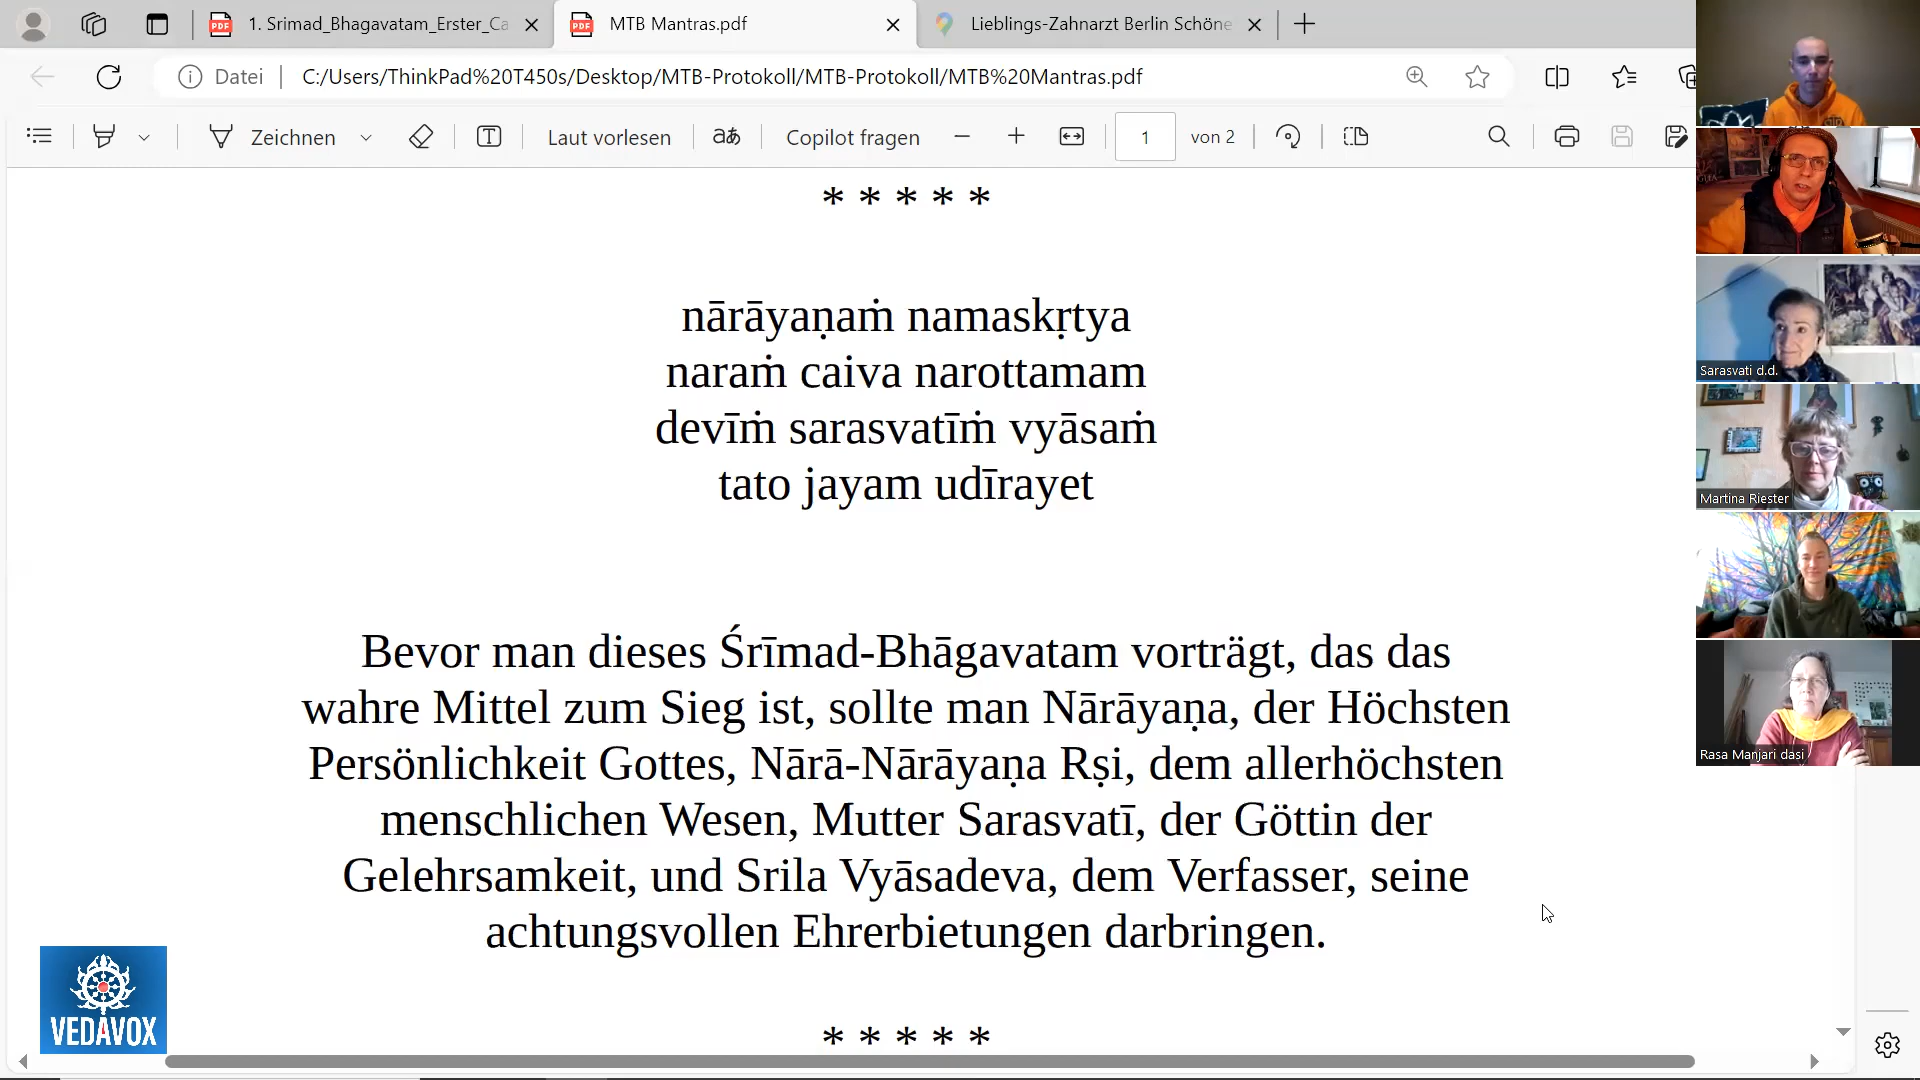 1. Srimad_Bhagavatam_Erster_Ca
MTB Mantras.pdf
Lieblings-Zahnarzt Berlin Schöne
Datei
C:/Users/ThinkPad%20T450s/Desktop/MTB-Protokoll/MTB-Protokoll/MTB%20Mantras.pdf
Zeichnen
Laut vorlesen
aあ
Copilot fragen
1
von 2
* * * * *
nārāyaṇaṁ namaskṛtya
naraṁ caiva narottamam
devīṁ sarasvatīṁ vyāsaṁ
tato jayam udīrayet
Bevor man dieses Śrīmad-Bhāgavatam vorträgt, das das
wahre Mittel zum Sieg ist, sollte man Nārāyaṇa, der Höchsten
Persönlichkeit Gottes, Nārā-Nārāyaṇa Rṣi, dem allerhöchsten
menschlichen Wesen, Mutter Sarasvatī, der Göttin der
Gelehrsamkeit, und Srila Vyāsadeva, dem Verfasser, seine
achtungsvollen Ehrerbietungen darbringen.
* * * * *
VEDAVOX
Sarasvati d.d.
Martina Riester
Rasa Manjari dasi